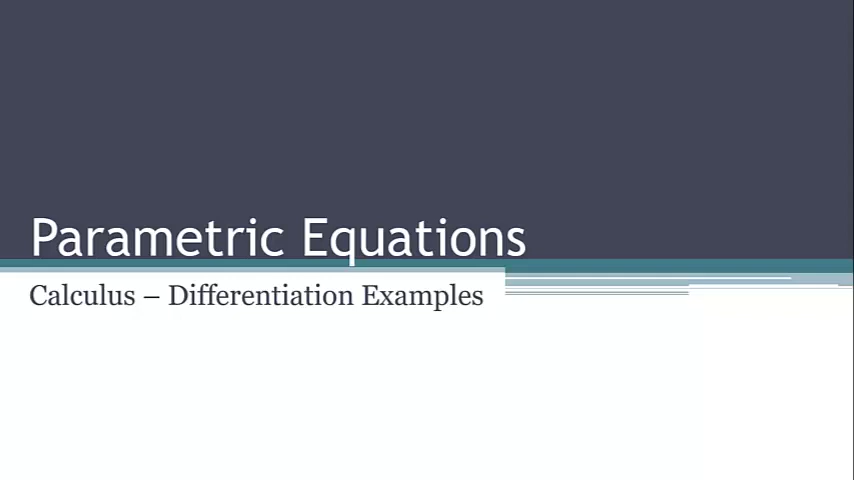 Parametric Equations
Calculus – Differentiation Examples